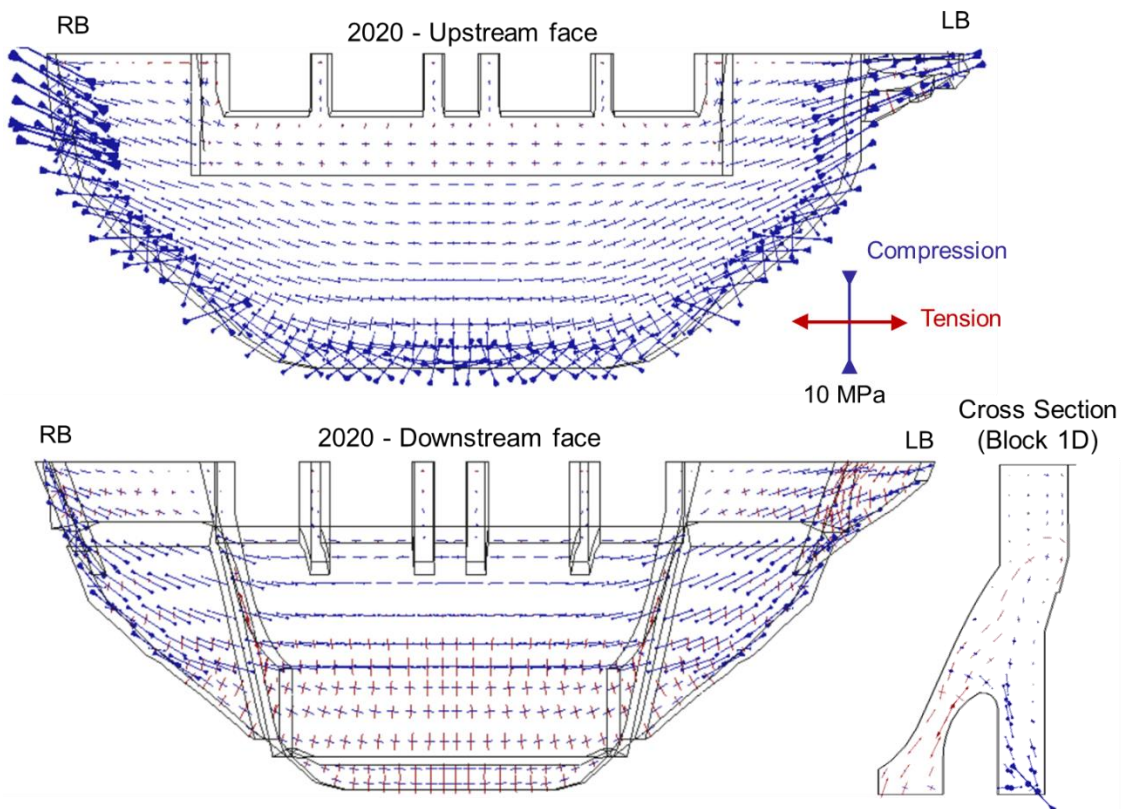 RB
2020 - Upstream face
LB
Compression
Tension
10 MPa
RB
2020 - Downstream face
LB
Cross Section
(Block 1D)